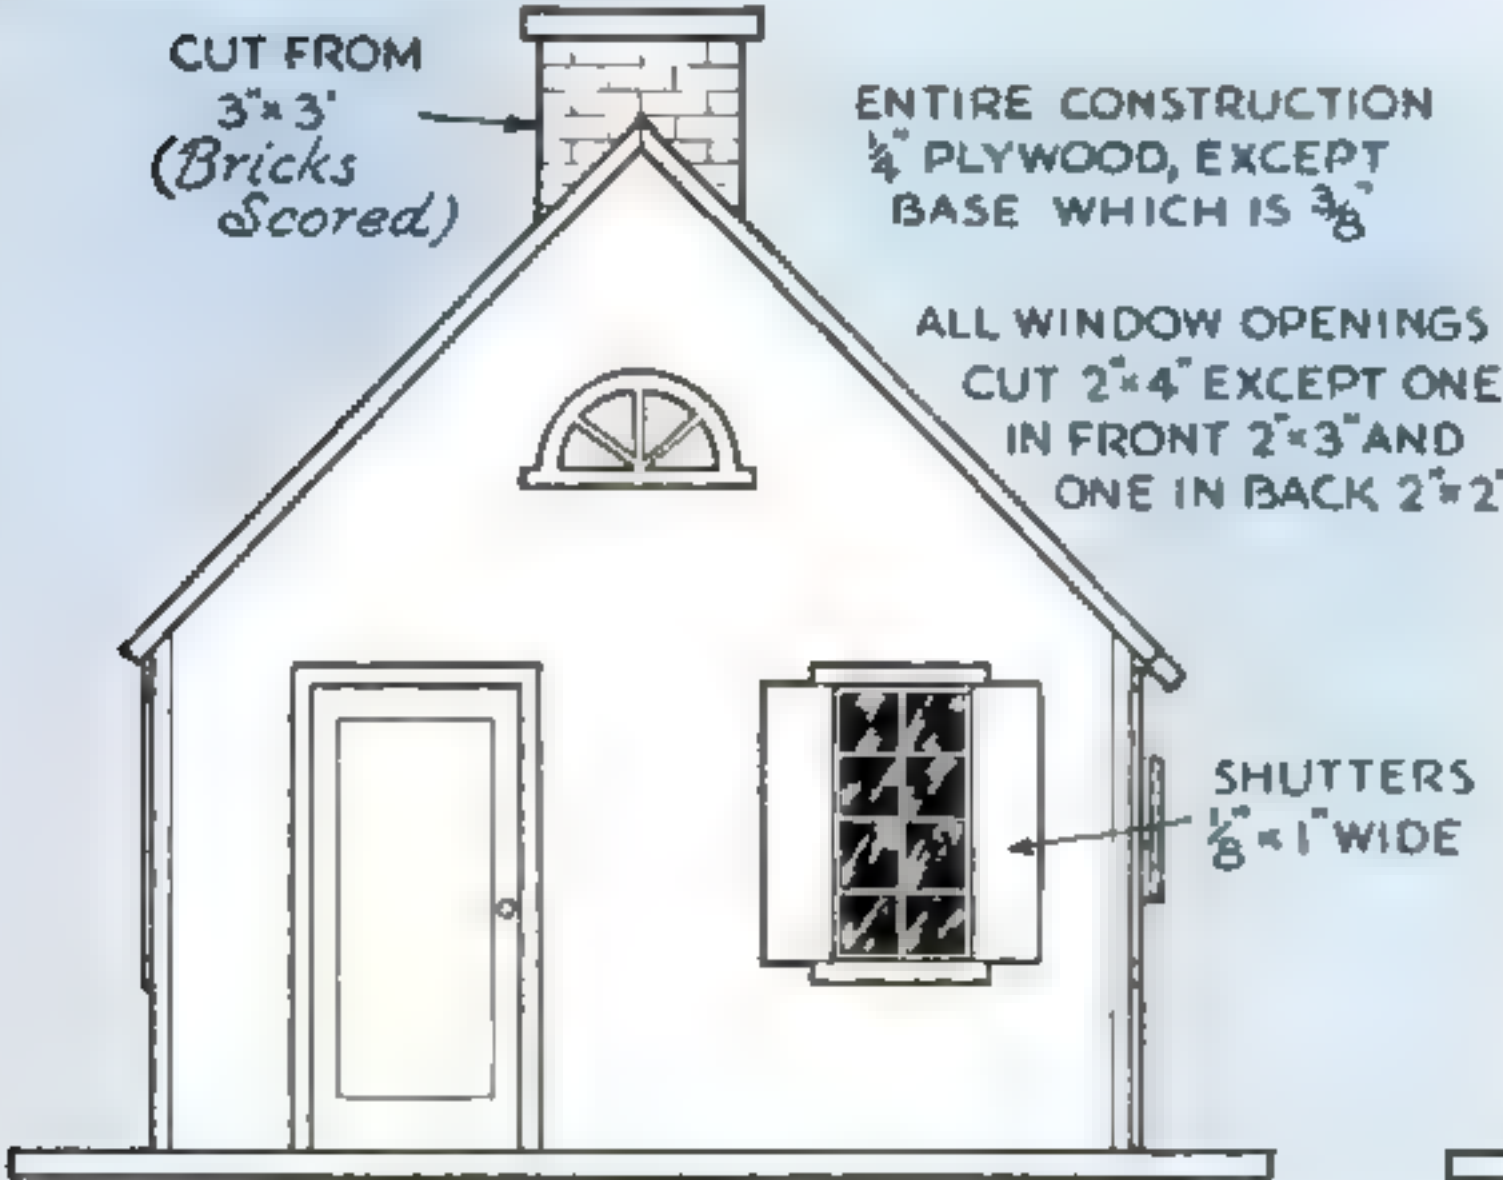 CUT FROM
3"×3"
(Bricks
Scored)
ENTIRE CONSTRUCTION
1/4" PLYWOOD, EXCEPT
BASE WHICH IS 3/8"
ALL WINDOW OPENINGS
CUT 2"×4" EXCEPT ONE
IN FRONT 2"×3" AND
ONE IN BACK 2"×2"
SHUTTERS
1/8"×1" WIDE